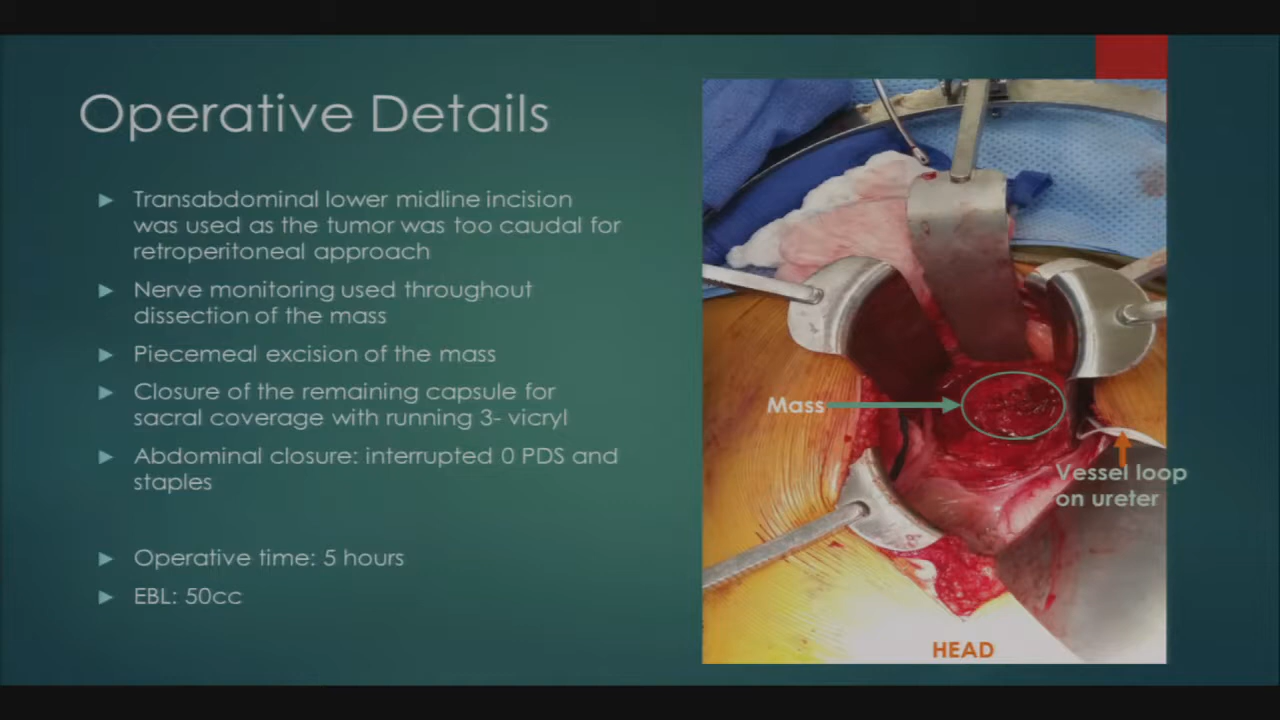 Operative Details
Transabdominal lower midline incision
was used as the tumor was too caudal for
retroperitoneal approach
Nerve monitoring used throughout
dissection of the mass
Piecemeal excision of the mass
Closure of the remaining capsule for
sacral coverage with running 3- vicryl
Abdominal closure: interrupted 0 PDS and
staples
Operative time: 5 hours
EBL: 50cc
Mass
Vessel loop
on ureter
HEAD